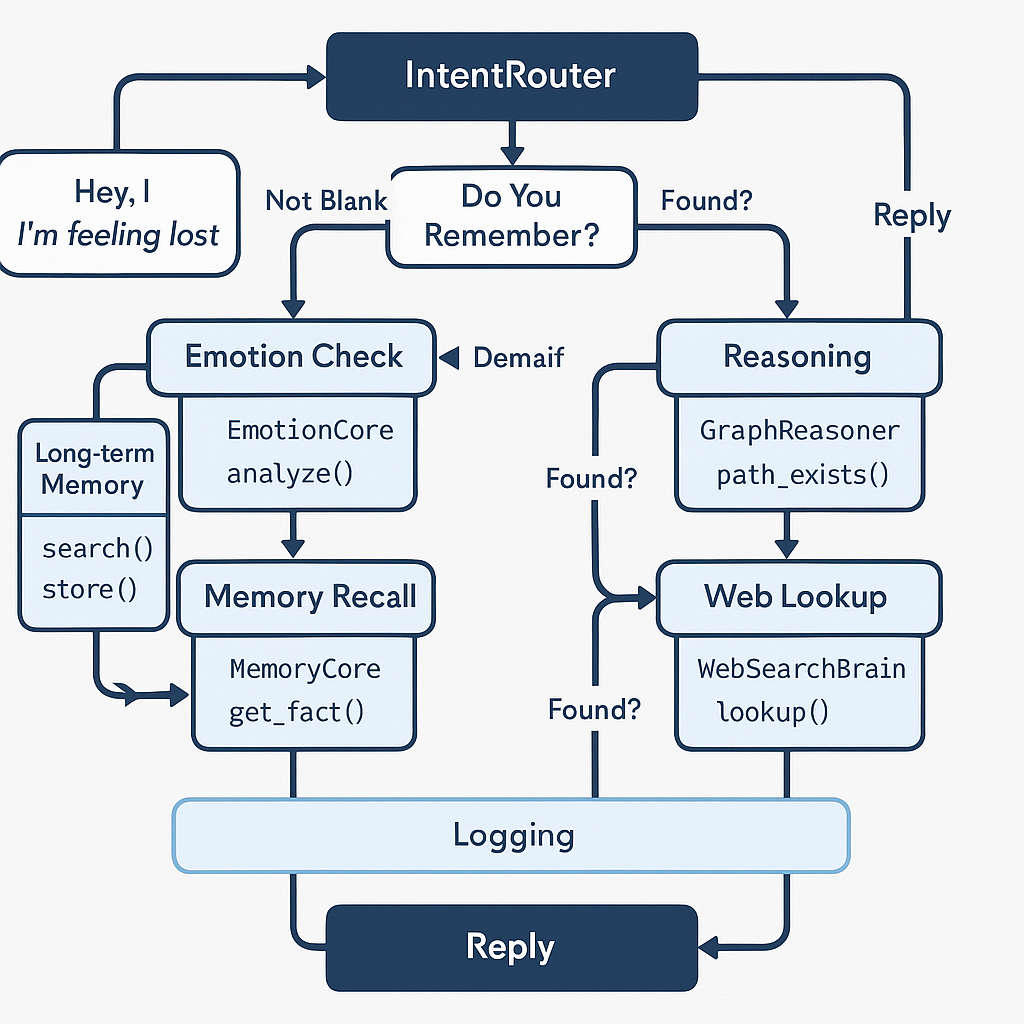 IntentRouter
Hey, I
I'm feeling lost
Not Blank
Do You
Remember?
Found?
Reply
Emotion Check
Demaif
Reasoning
EmotionCore
analyze()
GraphReasoner
path_exists()
Long-term
Memory
search()
store()
Found?
Memory Recall
Web Lookup
MemoryCore
get_fact()
Found?
WebSearchBrain
lookup()
Logging
Reply